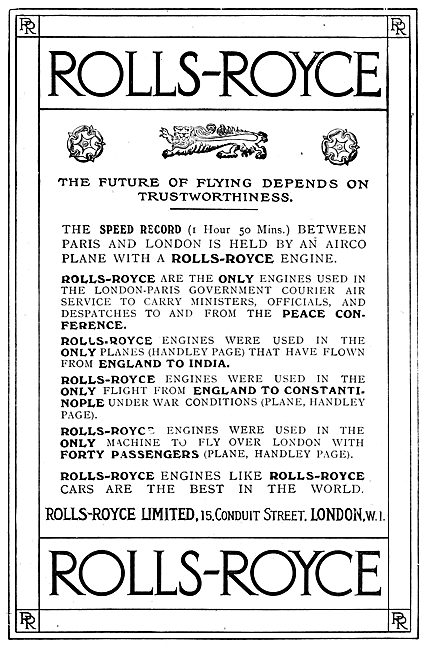 RR RR
ROLLS-ROYCE
THE FUTURE OF FLYING DEPENDS ON
TRUSTWORTHINESS.
THE SPEED RECORD (1 Hour 50 Mins.) BETWEEN
PARIS AND LONDON IS HELD BY AN AIRCO
PLANE WITH A ROLLS-ROYCE ENGINE.
ROLLS-ROYCE ARE THE ONLY ENGINES USED IN
THE LONDON-PARIS GOVERNMENT COURIER AIR
SERVICE TO CARRY MINISTERS, OFFICIALS, AND
DESPATCHES TO AND FROM THE PEACE CON-
FERENCE.
ROLLS-ROYCE ENGINES WERE USED IN THE
ONLY PLANES (HANDLEY PAGE) THAT HAVE FLOWN
FROM ENGLAND TO INDIA.
ROLLS-ROYCE ENGINES WERE USED IN THE
ONLY FLIGHT FROM ENGLAND TO CONSTANTI-
NOPLE UNDER WAR CONDITIONS (PLANE, HANDLEY
PAGE).
ROLLS-ROYCE ENGINES WERE USED IN THE
ONLY MACHINE TO FLY OVER LONDON WITH
FORTY PASSENGERS (PLANE, HANDLEY PAGE).
ROLLS-ROYCE ENGINES LIKE ROLLS-ROYCE
CARS ARE THE BEST IN THE WORLD.
ROLLS-ROYCE LIMITED, 15, CONDUIT STREET, LONDON, W.1.
ROLLS-ROYCE
RR RR